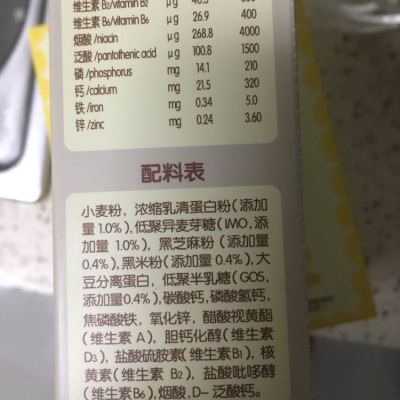 维生素 B2/vitamin B2 μg 500
维生素 B6/vitamin B6 μg 26.9 400
烟酸/niacin μg 268.8 4000
泛酸/pantothenic acid μg 100.8 1500
磷/phosphorus mg 14.1 210
钙/calcium mg 21.5 320
铁/iron mg 0.34 5.0
锌/zinc mg 0.24 3.60
配料表
小麦粉，浓缩乳清蛋白粉（添加
量1.0%），低聚异麦芽糖（IMO,添
加量 1.0%），黑芝麻粉（添加量
0.4%），黑米粉（添加量0.4%），大
豆分离蛋白，低聚半乳糖（GOS,
添加量0.4%），碳酸钙，磷酸氢钙，
焦磷酸铁，氧化锌，醋酸视黄酯
（维生素 A），胆钙化醇（维生素
D3），盐酸硫胺素（维生素B1），核
黄素（维生素 B2），盐酸吡哆醇
（维生素B6），烟酸，D-泛酸钙。